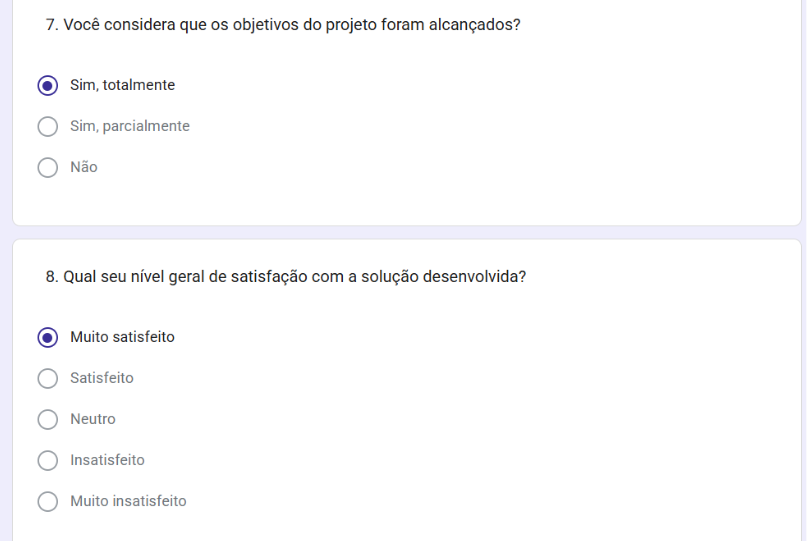 7. Você considera que os objetivos do projeto foram alcançados?
Sim, totalmente
Sim, parcialmente
Não
8. Qual seu nível geral de satisfação com a solução desenvolvida?
Muito satisfeito
Satisfeito
Neutro
Insatisfeito
Muito insatisfeito